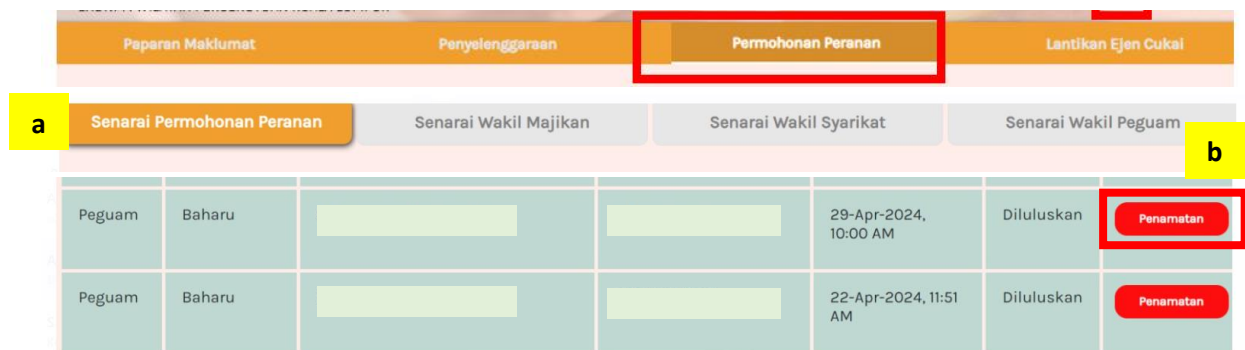 Paparan Maklumat Penyelenggaraan Permohonan Peranan Lantikan Ejen Cukai
a Senarai Permohonan Peranan Senarai Wakil Majikan Senarai Wakil Syarikat Senarai Wakil Peguam
b
Peguam Baharu 29-Apr-2024, Diluluskan Penamatan
10:00 AM
Peguam Baharu 22-Apr-2024, 11:51 Diluluskan Penamatan
AM